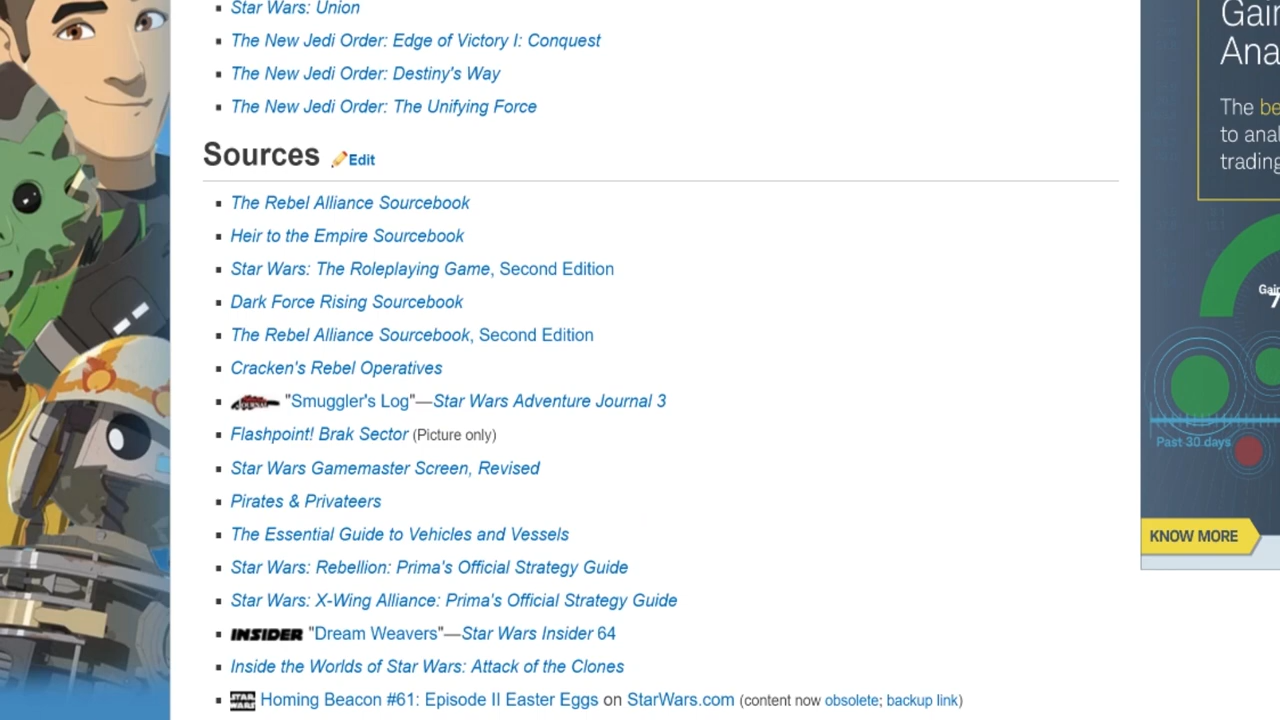 Star Wars: Union
The New Jedi Order: Edge of Victory I: Conquest
The New Jedi Order: Destiny's Way
The New Jedi Order: The Unifying Force
Sources Edit
The Rebel Alliance Sourcebook
Heir to the Empire Sourcebook
Star Wars: The Roleplaying Game, Second Edition
Dark Force Rising Sourcebook
The Rebel Alliance Sourcebook, Second Edition
Cracken's Rebel Operatives
"Smuggler's Log"—Star Wars Adventure Journal 3
Flashpoint! Brak Sector (Picture only)
Star Wars Gamemaster Screen, Revised
Pirates & Privateers
The Essential Guide to Vehicles and Vessels
Star Wars: Rebellion: Prima's Official Strategy Guide
Star Wars: X-Wing Alliance: Prima's Official Strategy Guide
INSIDER "Dream Weavers"—Star Wars Insider 64
Inside the Worlds of Star Wars: Attack of the Clones
STAR WARS Homing Beacon #61: Episode II Easter Eggs on StarWars.com (content now obsolete; backup link)
The
to
trading
Past 30 days
KNOW MORE